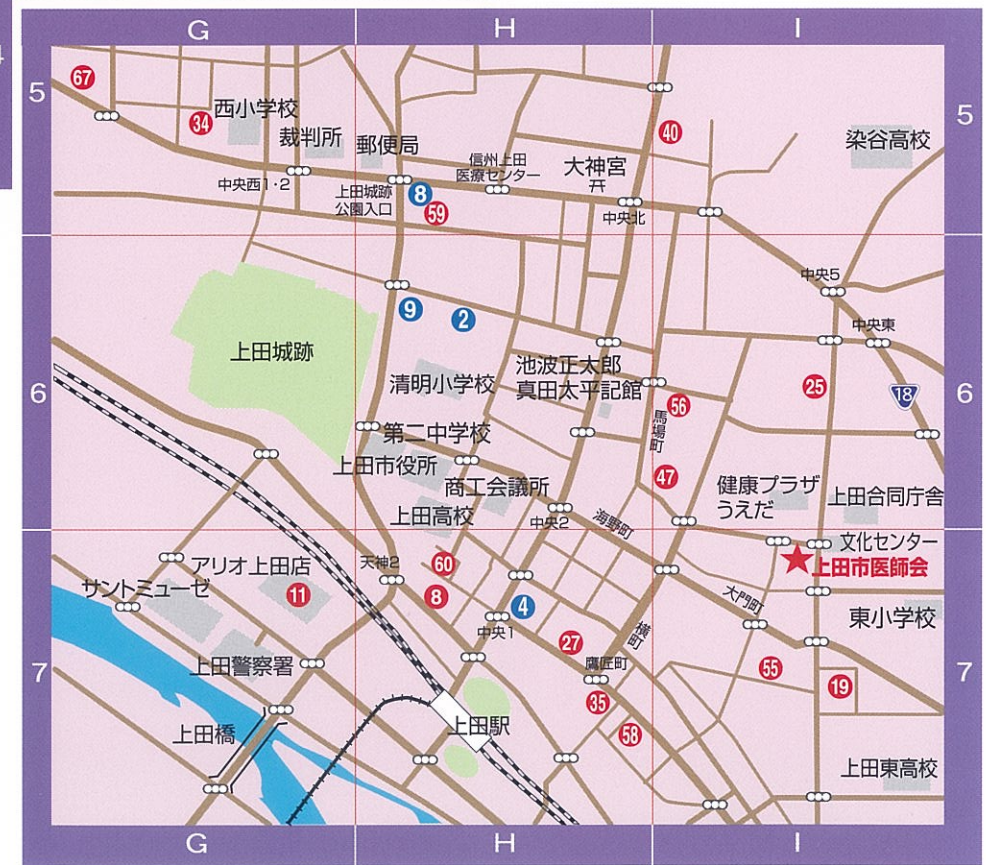 G
H
I
4
5
5
67
34
西小学校
裁判所
郵便局
信州上田
医療センター
大神宮
40
染谷高校
中央西1・2
上田城跡
公園入口
8
59
中央北
中央5
中央東
9
2
上田城跡
清明小学校
池波正太郎
真田太平記館
6
6
56
25
18
馬場町
第二中学校
上田市役所
商工会議所
47
健康プラザ
うえだ
上田合同庁舎
上田高校
中央2
海野町
文化センター
上田市医師会
天神2
60
アリオ上田店
サントミューゼ
11
8
4
中央1
大門町
東小学校
横町
27
鷹匠町
上田警察署
55
19
7
7
35
上田橋
上田駅
58
上田東高校
G
H
I